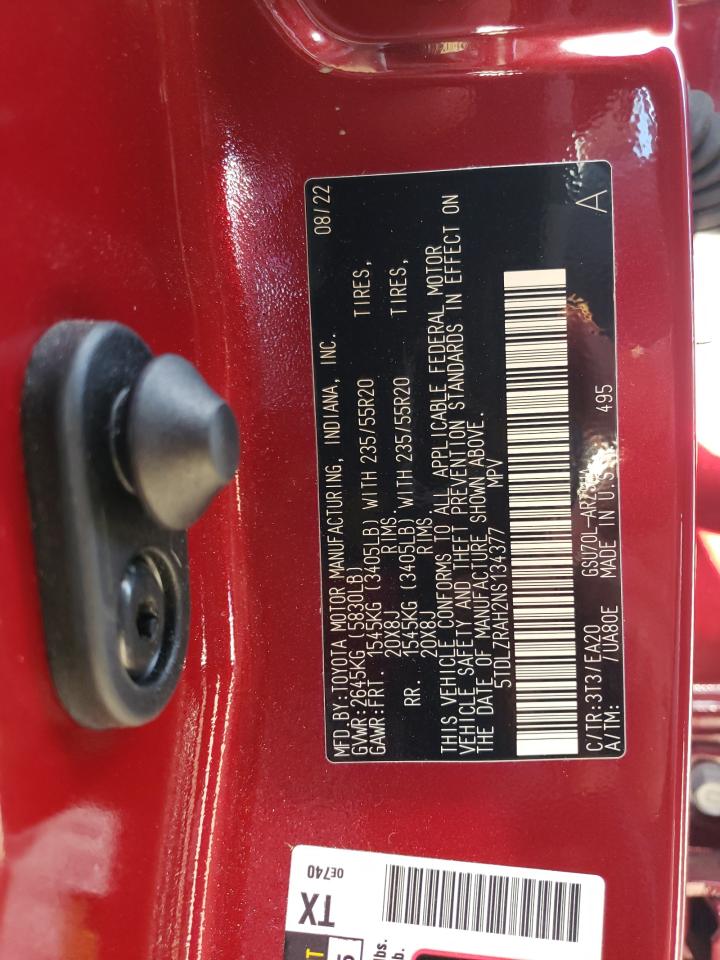 MFD.BY:TOYOTA MOTOR MANUFACTURING, INDIANA, INC. 08/22
GVWR:2645KG (5830LB)
GAWR:FRT. 1545KG (3405LB) WITH 235/55R20 TIRES,
20X8J RIMS
RR. 1545KG (3405LB) WITH 235/55R20 TIRES,
20X8J RIMS
THIS VEHICLE CONFORMS TO ALL APPLICABLE FEDERAL MOTOR
VEHICLE SAFETY AND THEFT PREVENTION STANDARDS IN EFFECT ON
THE DATE OF MANUFACTURE SHOWN ABOVE.
5TDLZRAH2NS134377 MPV
C/TR:3T3/EA20
A/TM: /UA80E MADE IN U.S.A. 495 A
TX
OE740
lbs.